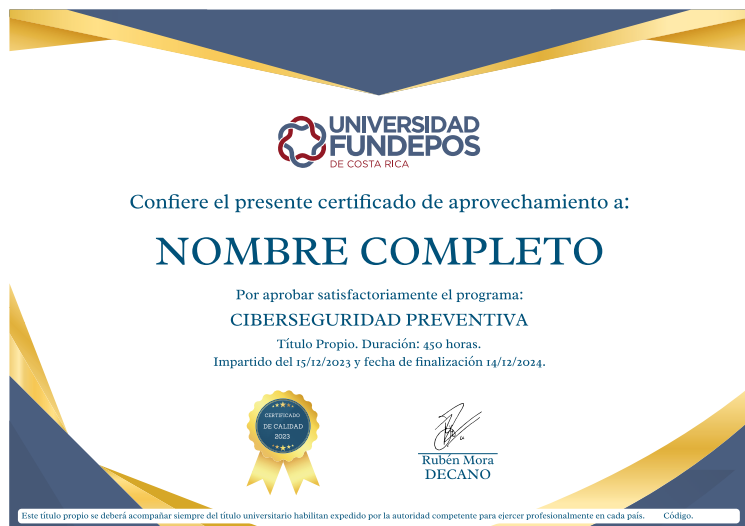 UNIVERSIDAD
FUNDEPOS
DE COSTA RICA
Confiere el presente certificado de aprovechamiento a:
NOMBRE COMPLETO
Por aprobar satisfactoriamente el programa:
CIBERSEGURIDAD PREVENTIVA
Título Propio. Duración: 450 horas.
Impartido del 15/12/2023 y fecha de finalización 14/12/2024.
CERTIFICADO
DE CALIDAD
2023
Rubén Mora
DECANO
Este título propio se deberá acompañar siempre del título universitario habilitan expedido por la autoridad competente para ejercer profesionalmente en cada país. Código.